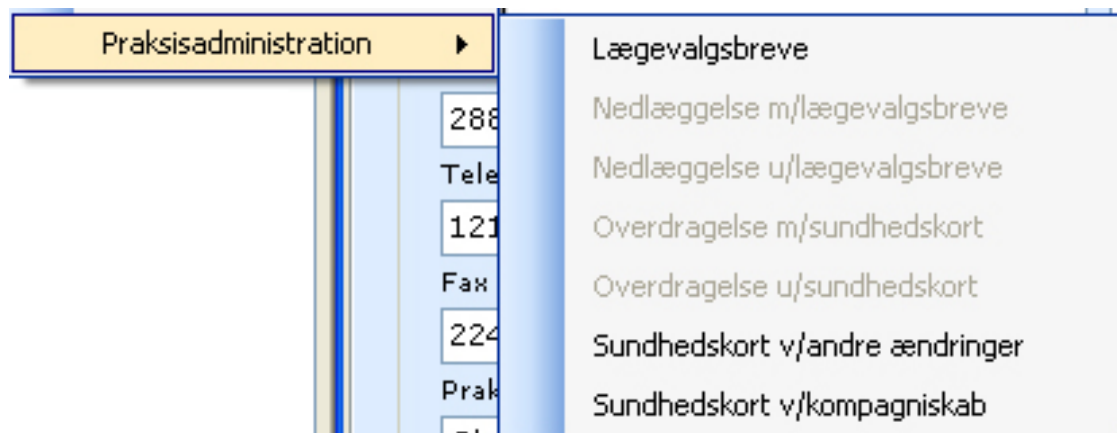 Praksisadministration
Lægevalgsbreve
Nedlæggelse m/lægevalgsbreve
Nedlæggelse u/lægevalgsbreve
Overdragelse m/sundhedskort
Overdragelse u/sundhedskort
Sundhedskort v/andre ændringer
Sundhedskort v/kompagniskab
288
Tele
121
Fax
224
Prak